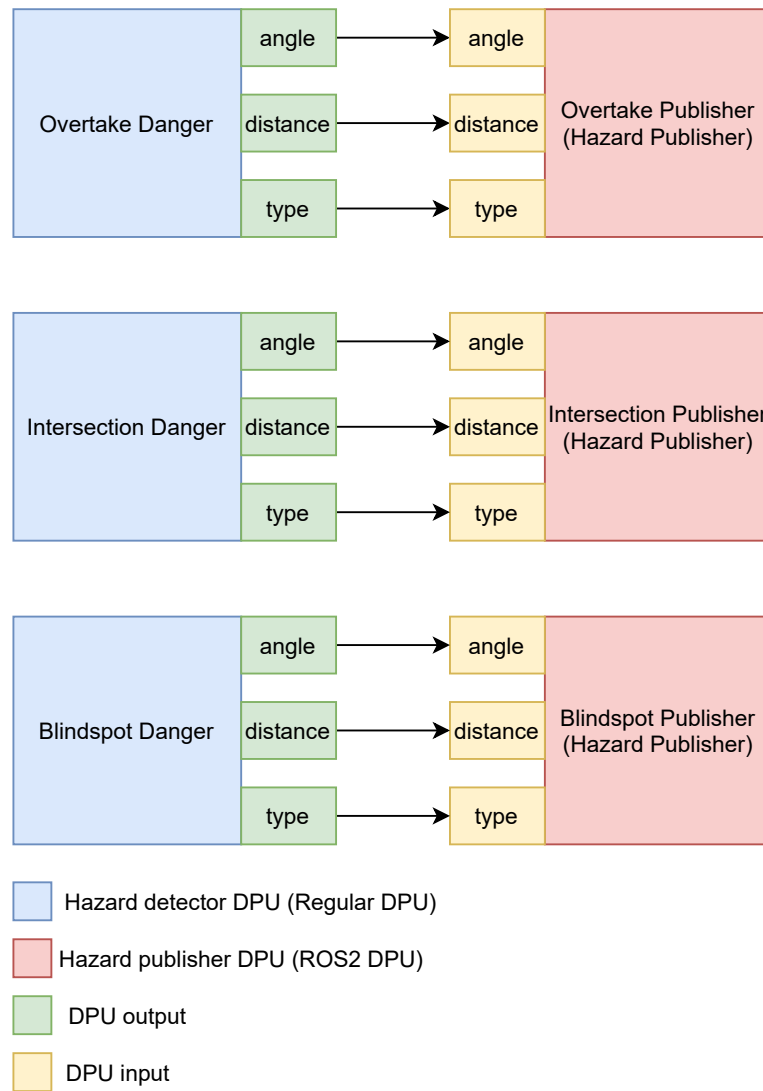 angle
angle
Overtake Danger
distance
distance
Overtake Publisher
(Hazard Publisher)
type
type
angle
angle
Intersection Danger
distance
distance
Intersection Publisher
(Hazard Publisher)
type
type
angle
angle
Blindspot Danger
distance
distance
Blindspot Publisher
(Hazard Publisher)
type
type
Hazard detector DPU (Regular DPU)
Hazard publisher DPU (ROS2 DPU)
DPU output
DPU input